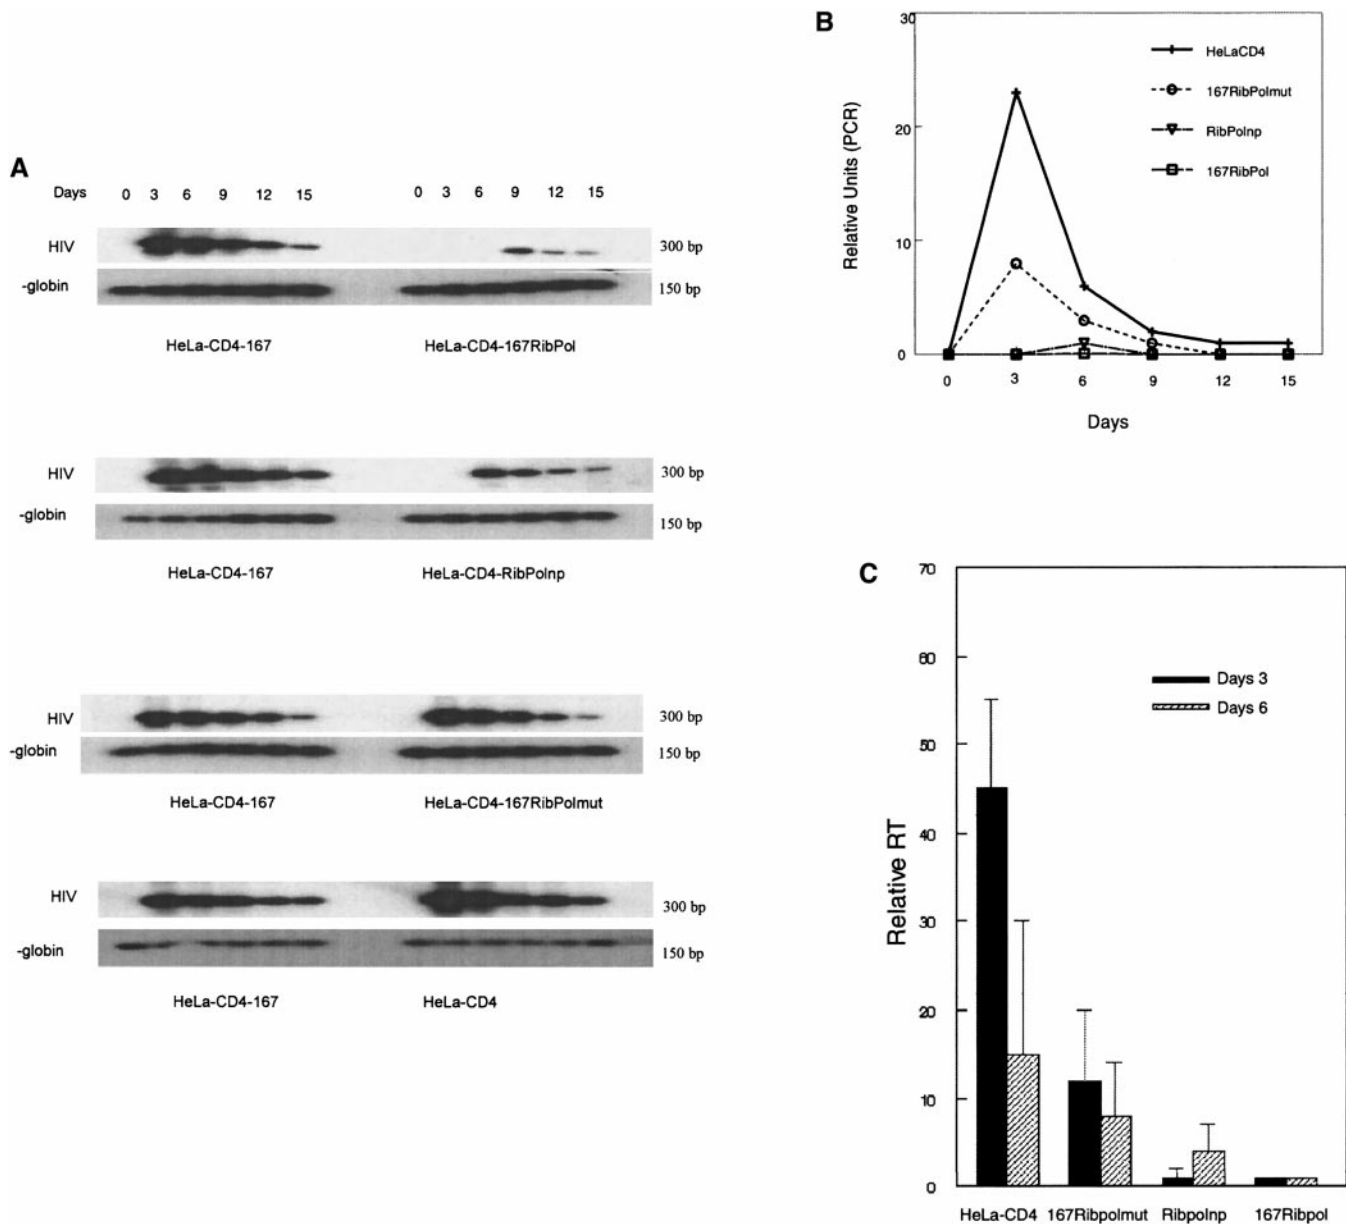 A
Days 0 3 6 9 12 15 0 3 6 9 12 15
HIV 300 bp
-globin 150 bp
HeLa-CD4-167 HeLa-CD4-167RibPol
HIV 300 bp
-globin 150 bp
HeLa-CD4-167 HeLa-CD4-RibPolnp
HIV 300 bp
-globin 150 bp
HeLa-CD4-167 HeLa-CD4-167RibPolmut
HIV 300 bp
-globin 150 bp
HeLa-CD4-167 HeLa-CD4
B
30
20
10
0
Relative Units (PCR)
HeLaCD4
167RibPolmut
RibPolnp
167RibPol
0 3 6 9 12 15
Days
C
70
60
50
40
30
20
10
0
Relative RT
Days 3
Days 6
HeLa-CD4 167Ribpolmut Ribpolnp 167Ribpol